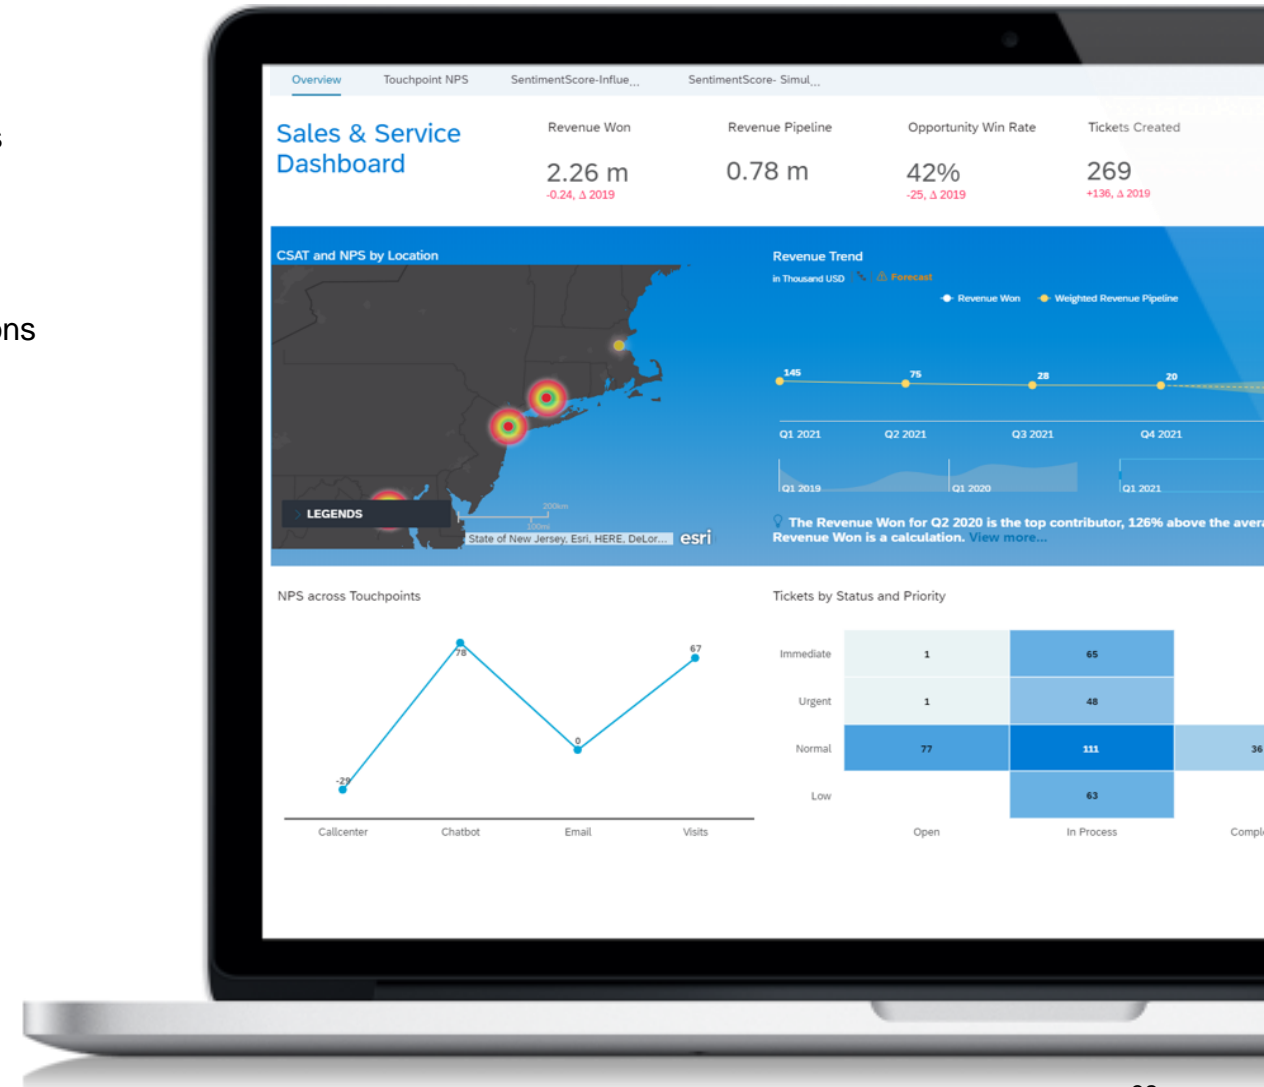 s
ons
Overview Touchpoint NPS SentimentScore-Influe... SentimentScore- Simul...
Sales & Service
Dashboard
Revenue Won
2.26 m
-0.24, Δ 2019
Revenue Pipeline
0.78 m
Opportunity Win Rate
42%
-25, Δ 2019
Tickets Created
269
+136, Δ 2019
CSAT and NPS by Location
LEGENDS
200km
100mi
State of New Jersey, Esri, HERE, DeLor... esri
Revenue Trend
in Thousand USD Forecast
Revenue Won Weighted Revenue Pipeline
145 75 28 20
Q1 2021 Q2 2021 Q3 2021 Q4 2021
Q1 2019 Q1 2020 Q1 2021
The Revenue Won for Q2 2020 is the top contributor, 126% above the avera
Revenue Won is a calculation. View more...
NPS across Touchpoints
-29 78 0 67
Callcenter Chatbot Email Visits
Tickets by Status and Priority
Immediate 1 65
Urgent 1 48
Normal 77 111 36
Low 63
Open In Process Comple